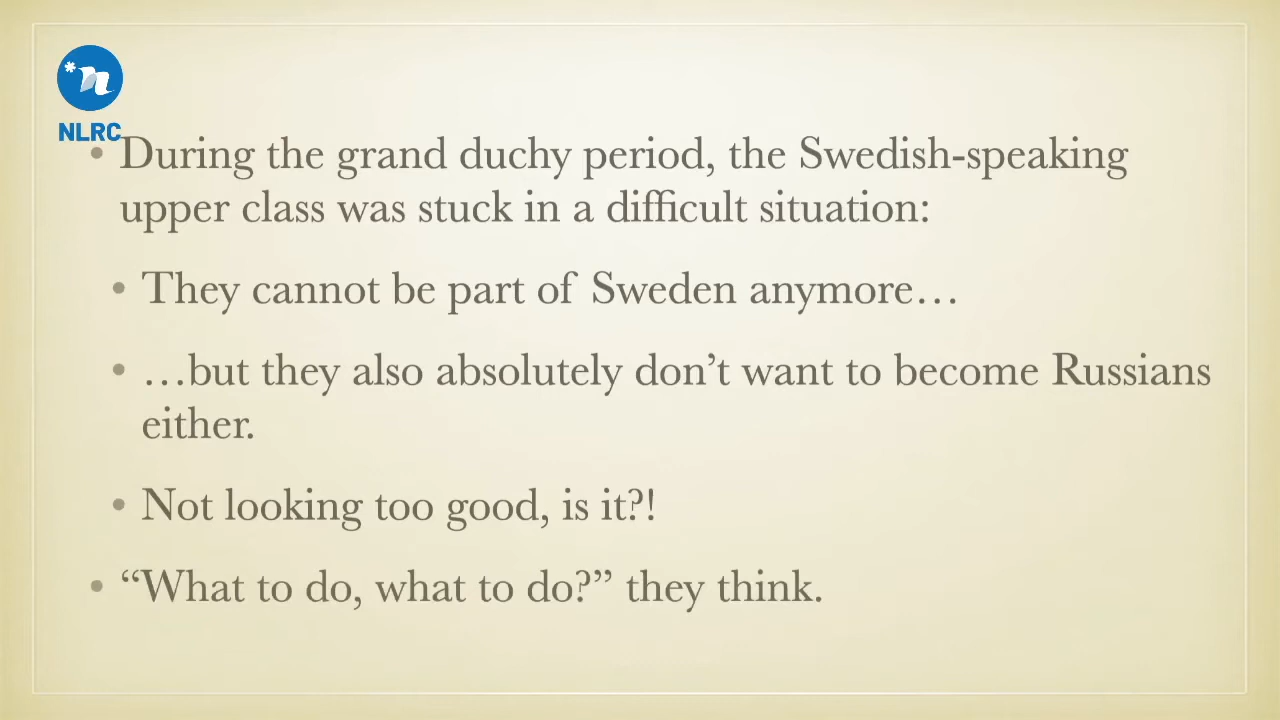 NLRC
• During the grand duchy period, the Swedish-speaking
upper class was stuck in a difficult situation:
• They cannot be part of Sweden anymore…
• …but they also absolutely don’t want to become Russians
either.
• Not looking too good, is it?!
• “What to do, what to do?” they think.